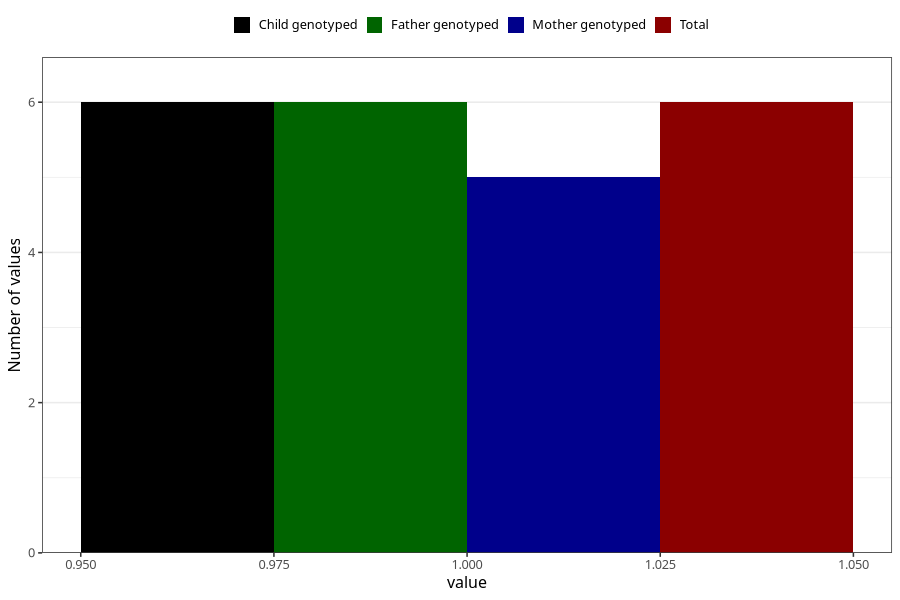 Child genotyped Father genotyped Mother genotyped Total
Number of values
6
4
2
0
0.950 0.975 1.000 1.025 1.050
value